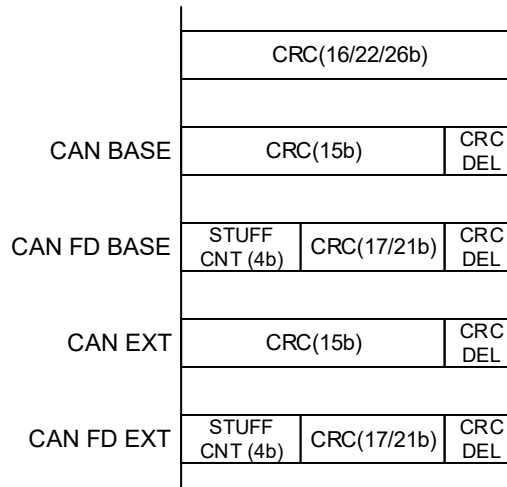 CRC(16/22/26b)
CAN BASE
CRC(15b)
CRC
DEL
CAN FD BASE
STUFF
CNT (4b)
CRC(17/21b)
CRC
DEL
CAN EXT
CRC(15b)
CRC
DEL
CAN FD EXT
STUFF
CNT (4b)
CRC(17/21b)
CRC
DEL